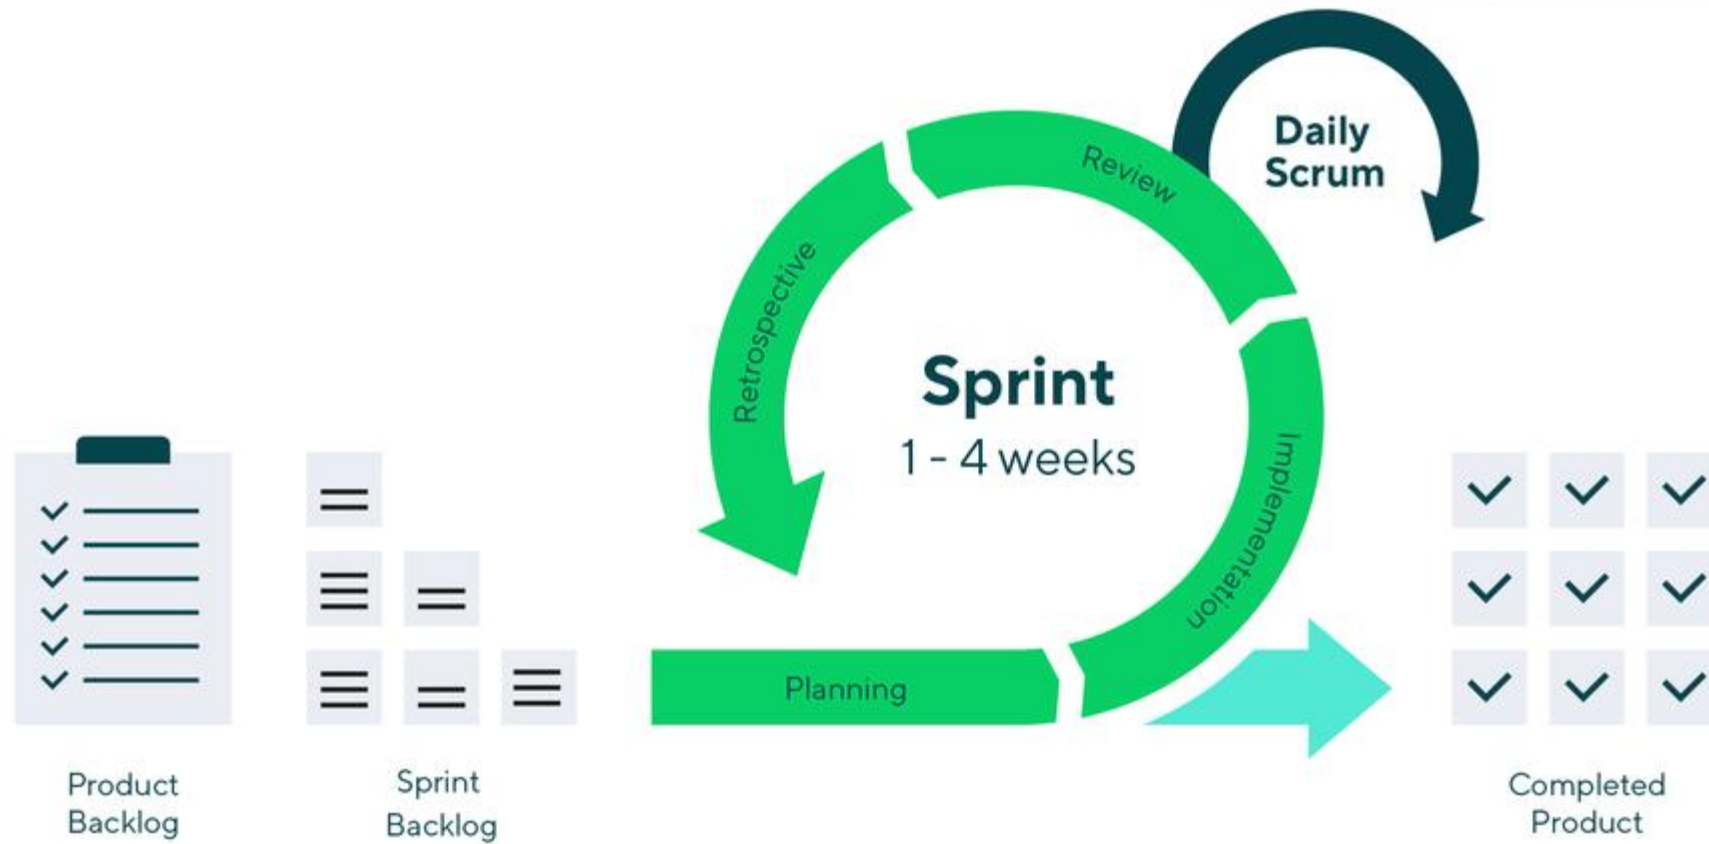 Daily
Scrum
Review
Retrospective
Sprint
1 - 4 weeks
Implementation
Planning
Product
Backlog
Sprint
Backlog
Completed
Product